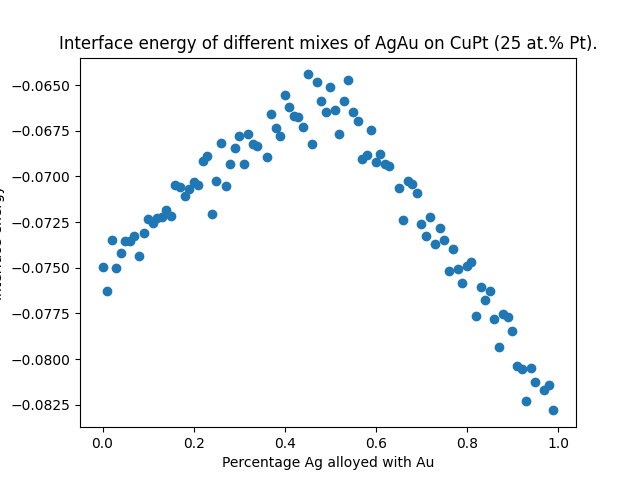 Interface energy of different mixes of AgAu on CuPt (25 at.% Pt).
−0.0650
−0.0675
−0.0700
−0.0725
−0.0750
−0.0775
−0.0800
−0.0825
0.0 0.2 0.4 0.6 0.8 1.0
Percentage Ag alloyed with Au